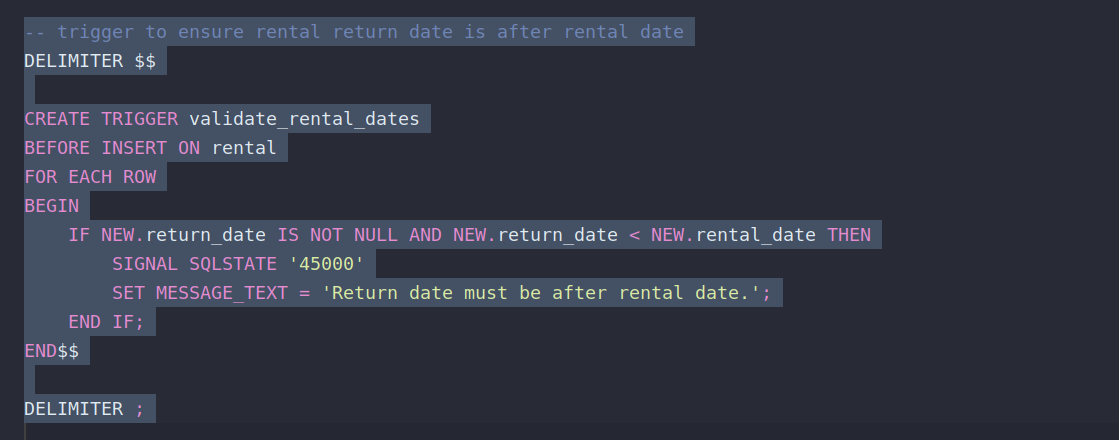 -- trigger to ensure rental return date is after rental date
DELIMITER $$

CREATE TRIGGER validate_rental_dates
BEFORE INSERT ON rental
FOR EACH ROW
BEGIN
    IF NEW.return_date IS NOT NULL AND NEW.return_date < NEW.rental_date THEN
        SIGNAL SQLSTATE '45000'
        SET MESSAGE_TEXT = 'Return date must be after rental date.';
    END IF;
END$$

DELIMITER ;